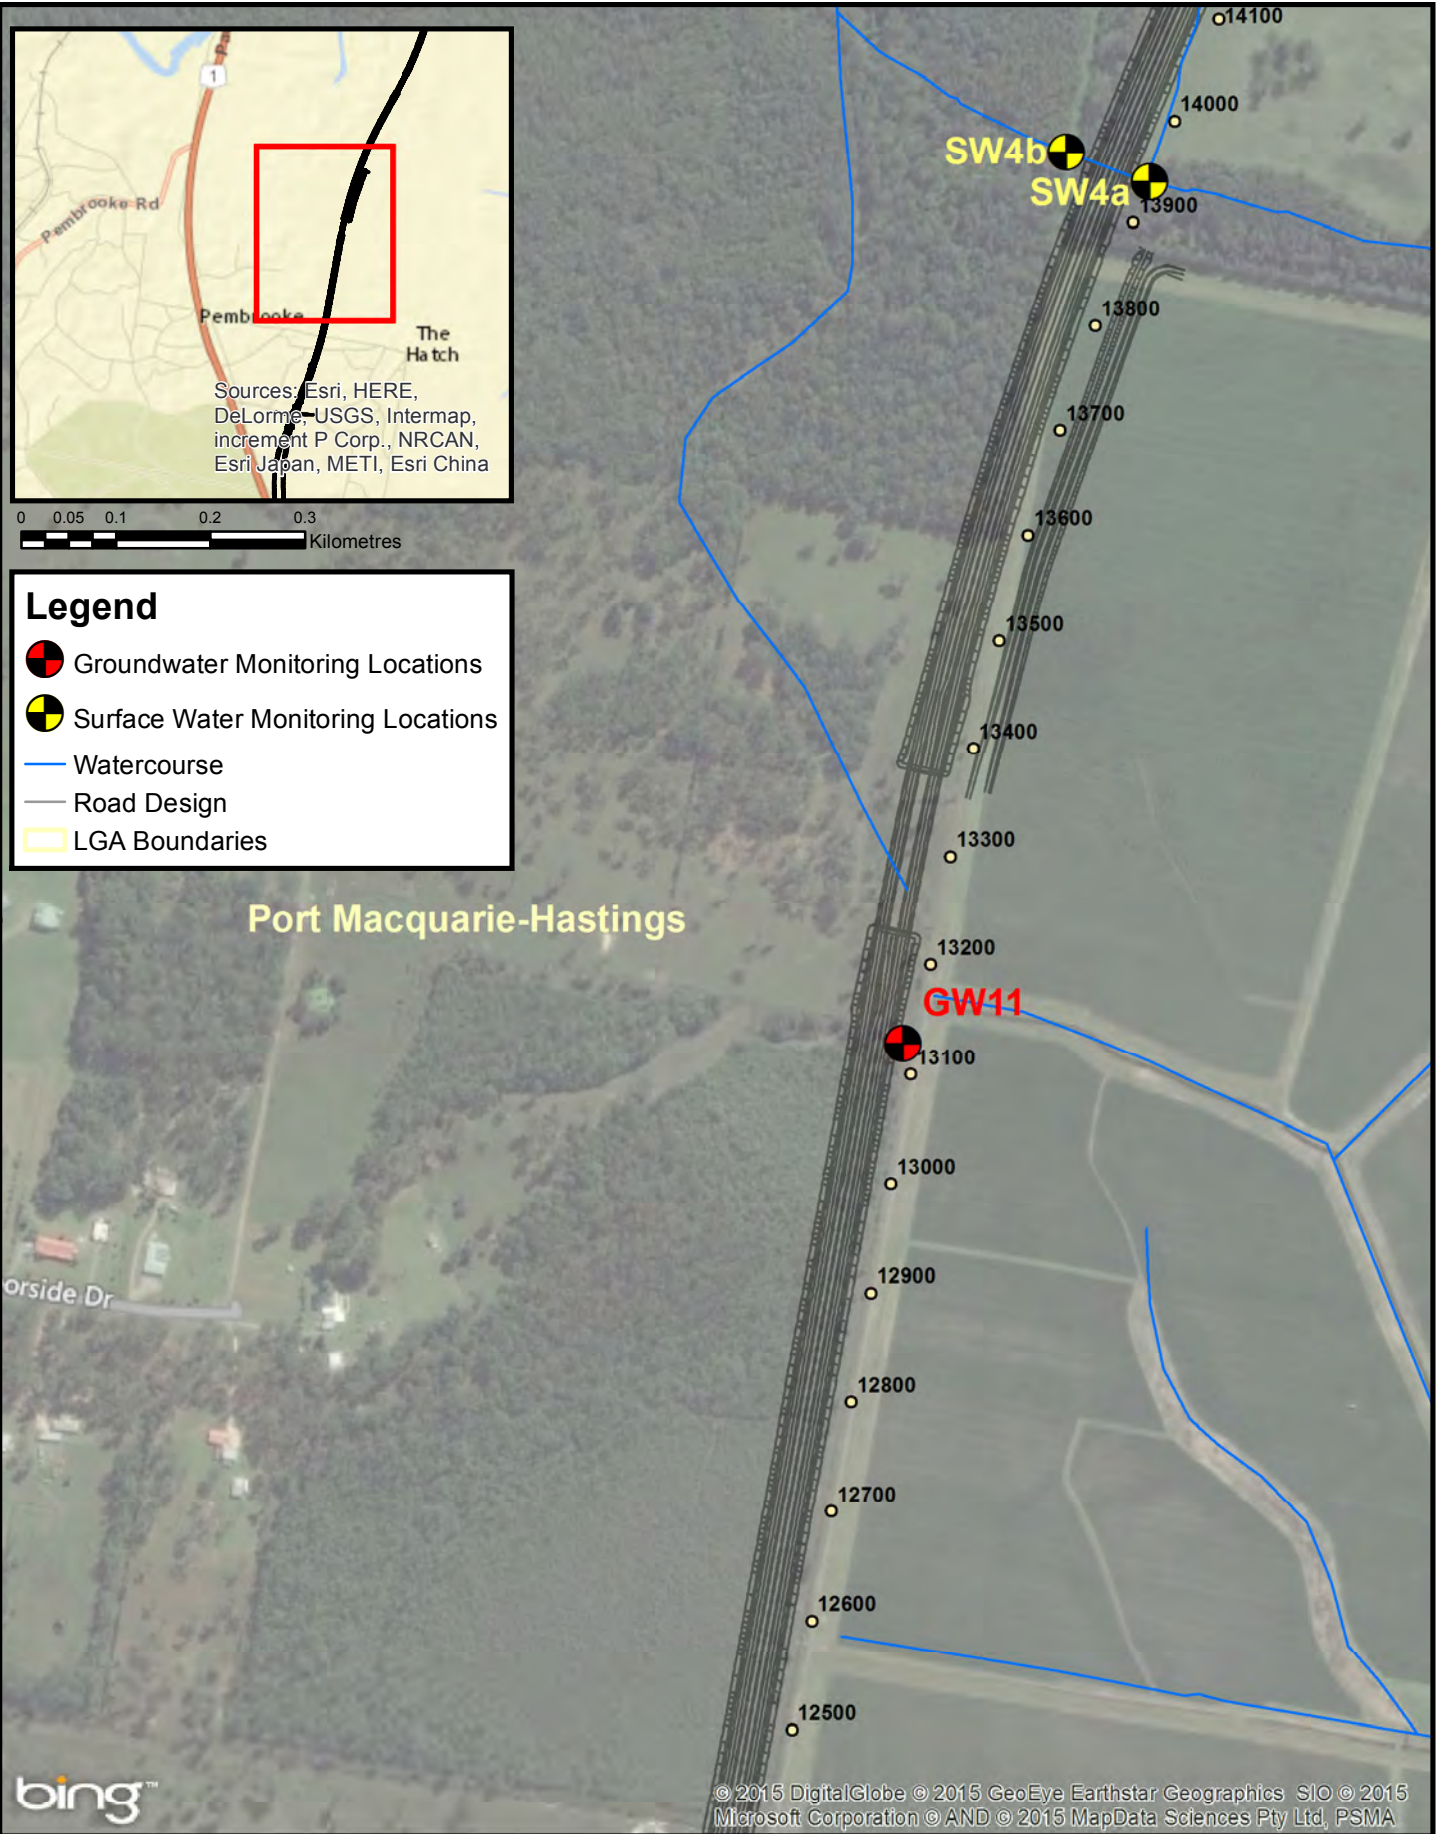 1
Pa
Pembrooke Rd
Pembrooke
The
Hatch
Sources: Esri, HERE,
DeLorme, USGS, Intermap,
increment P Corp., NRCAN,
Esri Japan, METI, Esri China
0 0.05 0.1 0.2 0.3
Kilometres
Legend
Groundwater Monitoring Locations
Surface Water Monitoring Locations
Watercourse
Road Design
LGA Boundaries
14100
14000
SW4b
SW4a
13900
13800
13700
13600
13500
13400
13300
Port Macquarie-Hastings
13200
GW11
13100
13000
12900
orside Dr
12800
12700
12600
12500
bing™
© 2015 DigitalGlobe © 2015 GeoEye Earthstar Geographics SIO © 2015
Microsoft Corporation © AND © 2015 MapData Sciences Pty Ltd, PSMA